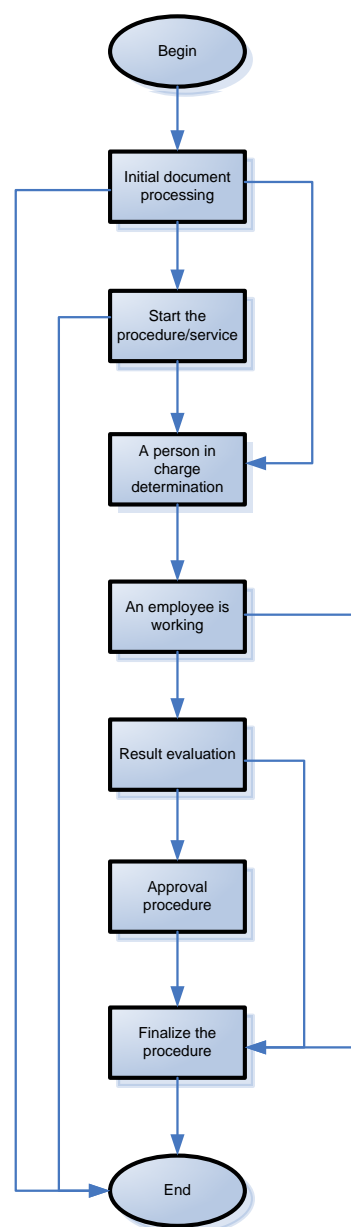 Begin
Initial document
processing
Start the
procedure/service
A person in
charge
determination
An employee is
working
Result evaluation
Approval
procedure
Finalize the
procedure
End